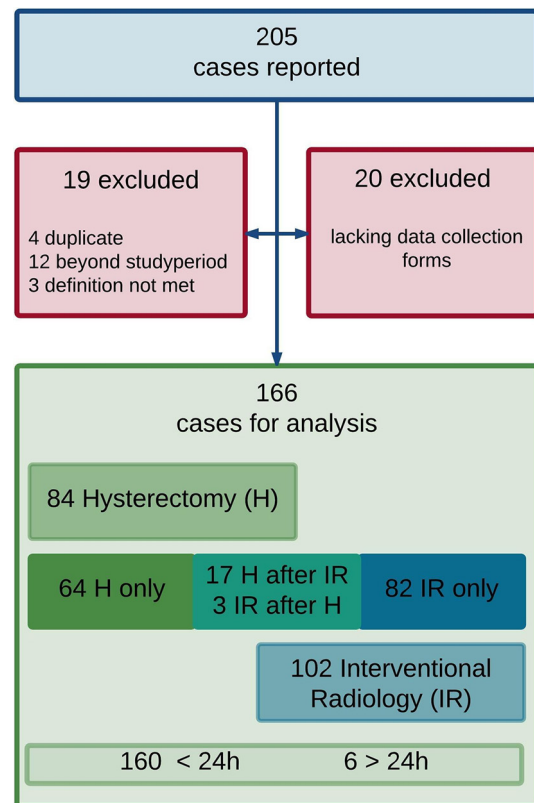 205
cases reported
19 excluded
4 duplicate
12 beyond studyperiod
3 definition not met
20 excluded
lacking data collection
forms
166
cases for analysis
84 Hysterectomy (H)
64 H only
17 H after IR
3 IR after H
82 IR only
102 Interventional
Radiology (IR)
160 < 24h
6 > 24h